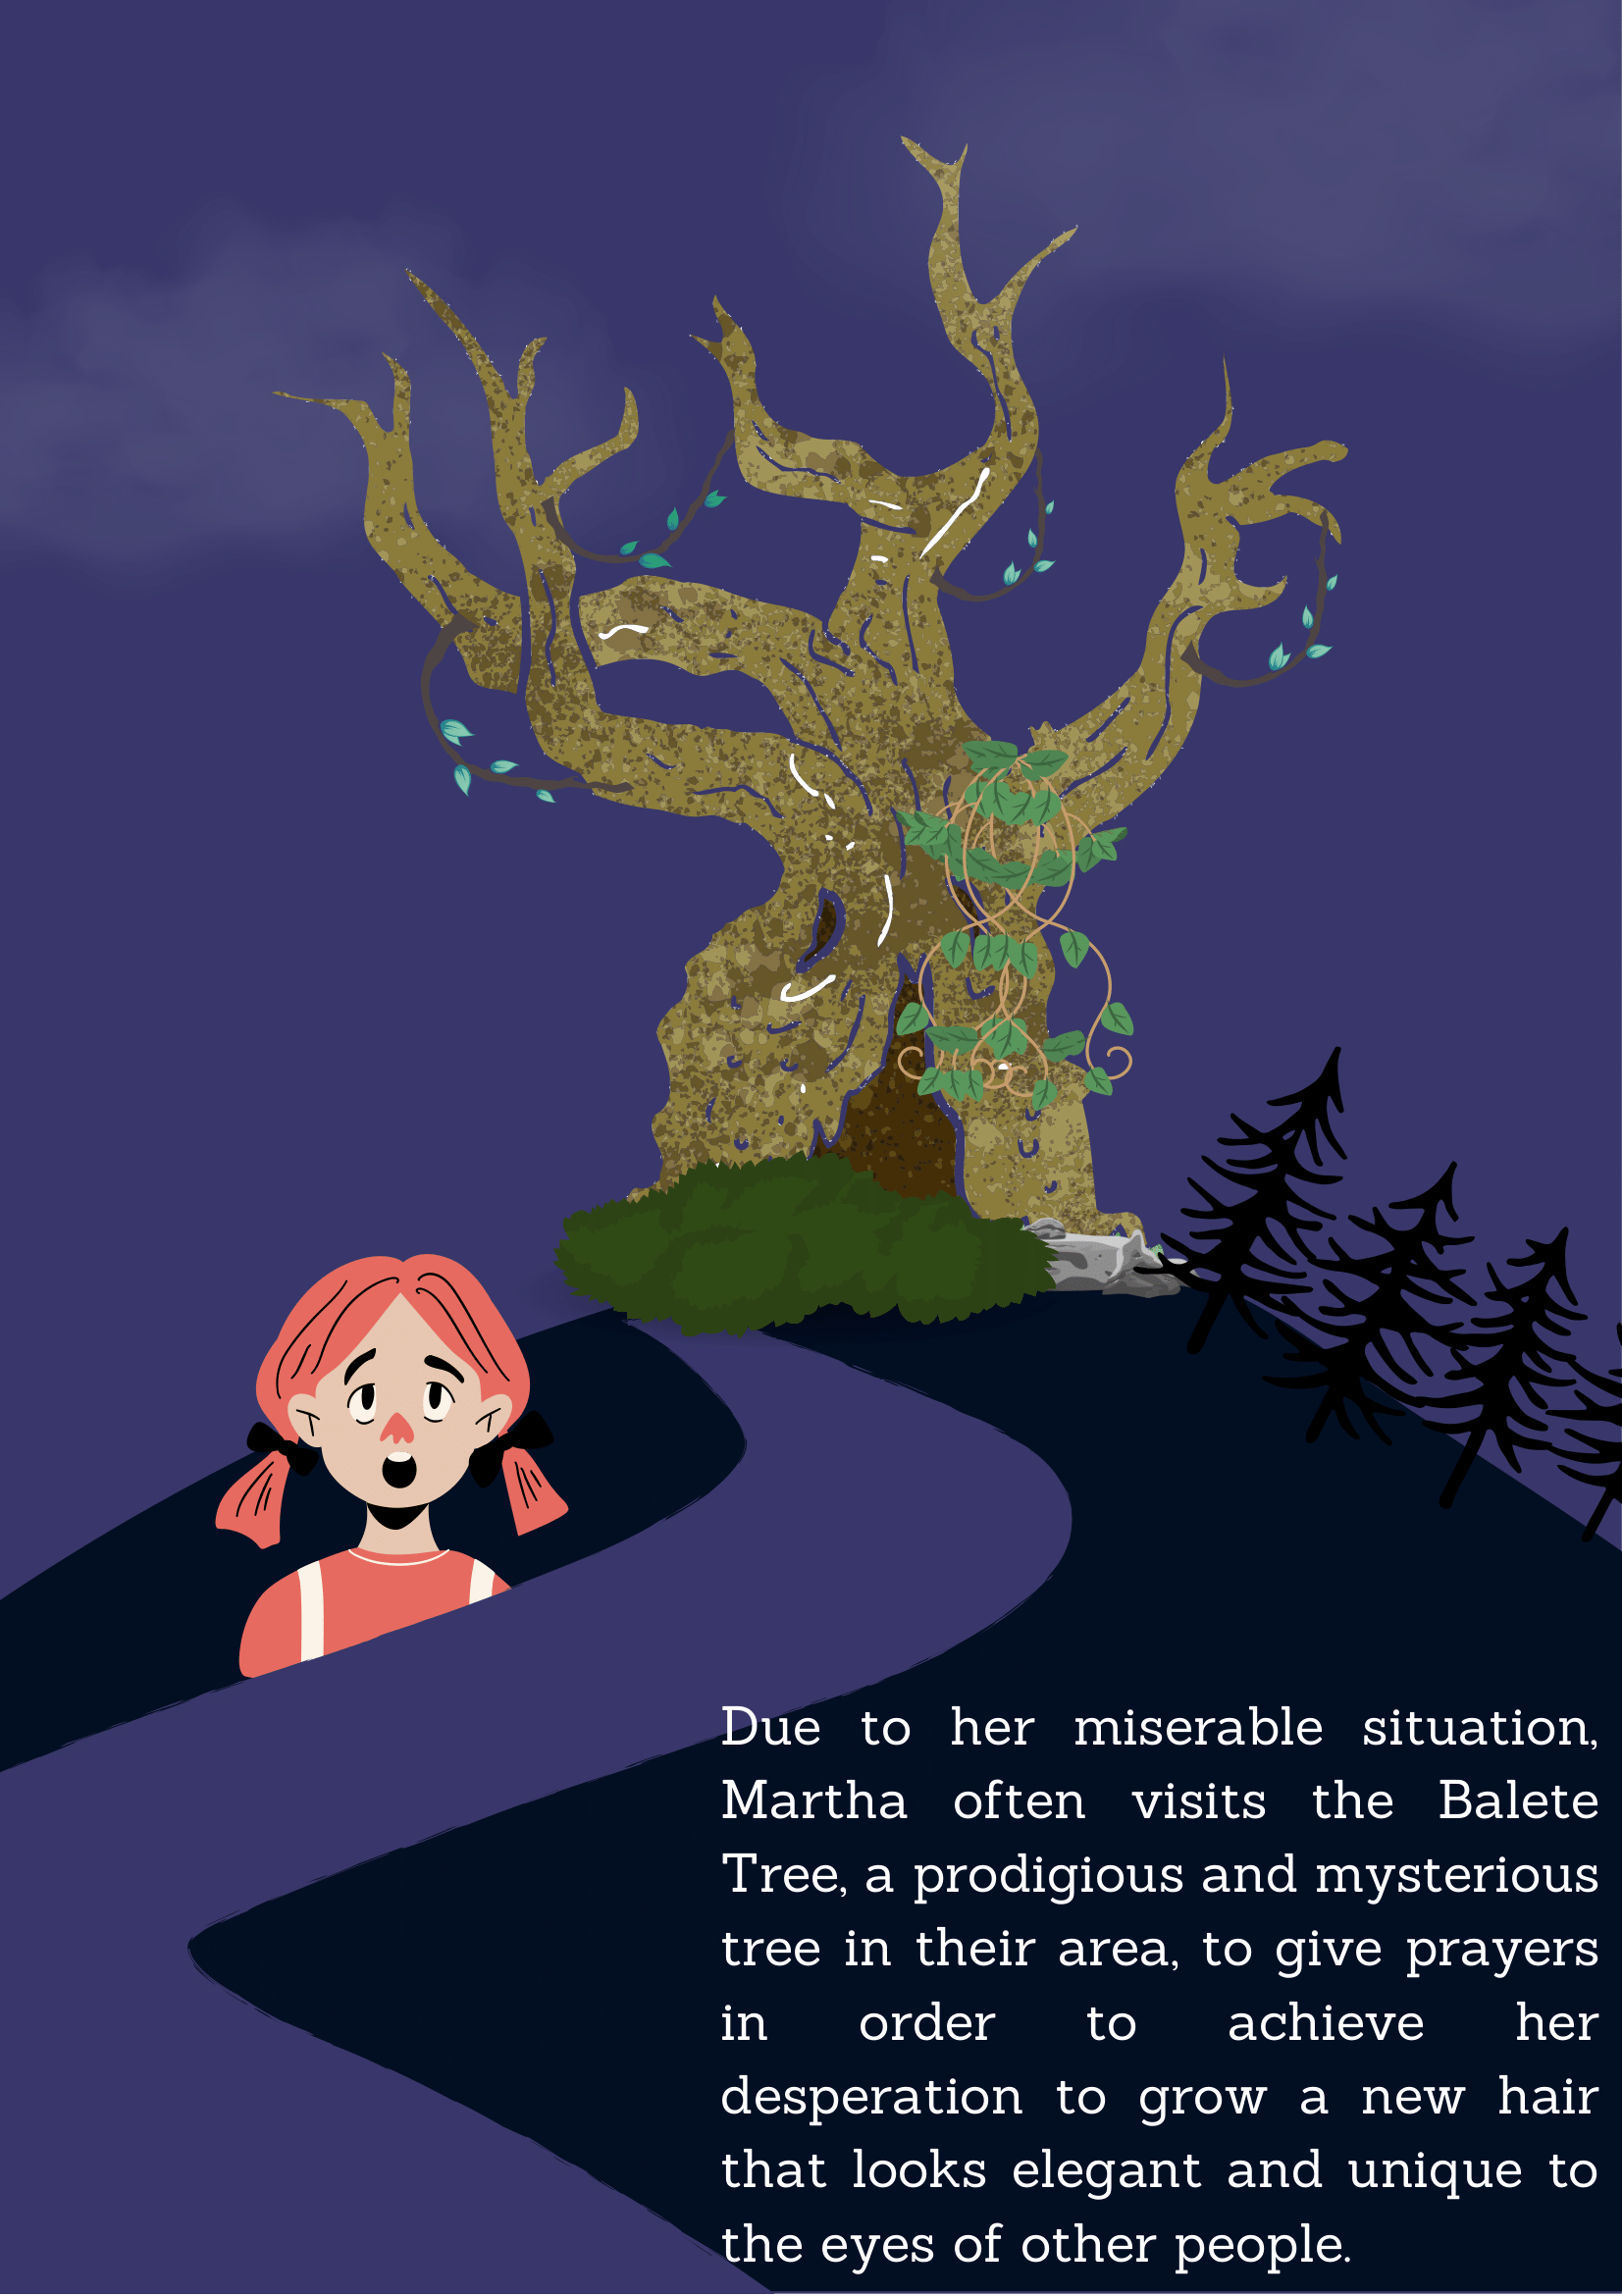 Due to her miserable situation,
Martha often visits the Balete
Tree, a prodigious and mysterious
tree in their area, to give prayers
in order to achieve her
desperation to grow a new hair
that looks elegant and unique to
the eyes of other people.